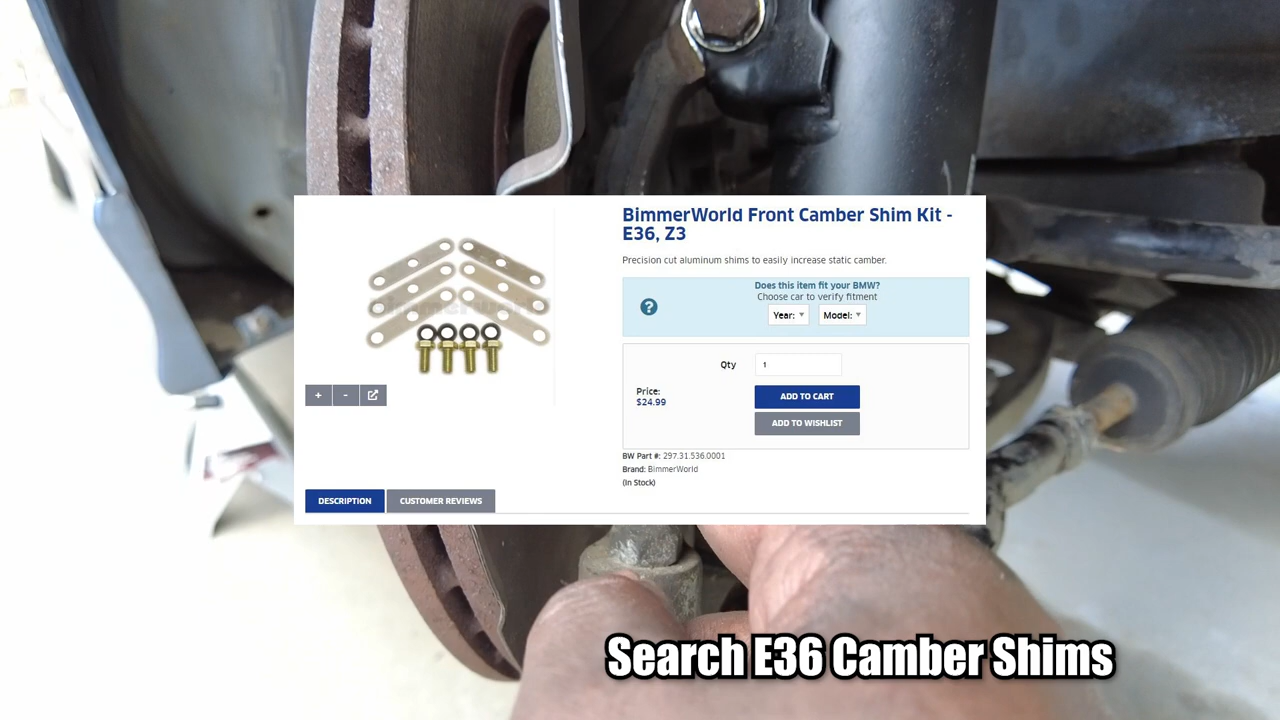 BimmerWorld Front Camber Shim Kit -
E36, Z3
Precision cut aluminum shims to easily increase static camber.
Does this item fit your BMW?
Choose car to verify fitment
?
Year:
Model:
BimmerWorld
Qty
1
Price:
$24.99
ADD TO CART
ADD TO WISHLIST
+
-
BW Part #: 297.31.536.0001
Brand: BimmerWorld
(In Stock)
DESCRIPTION
CUSTOMER REVIEWS
Search E36 Camber Shims